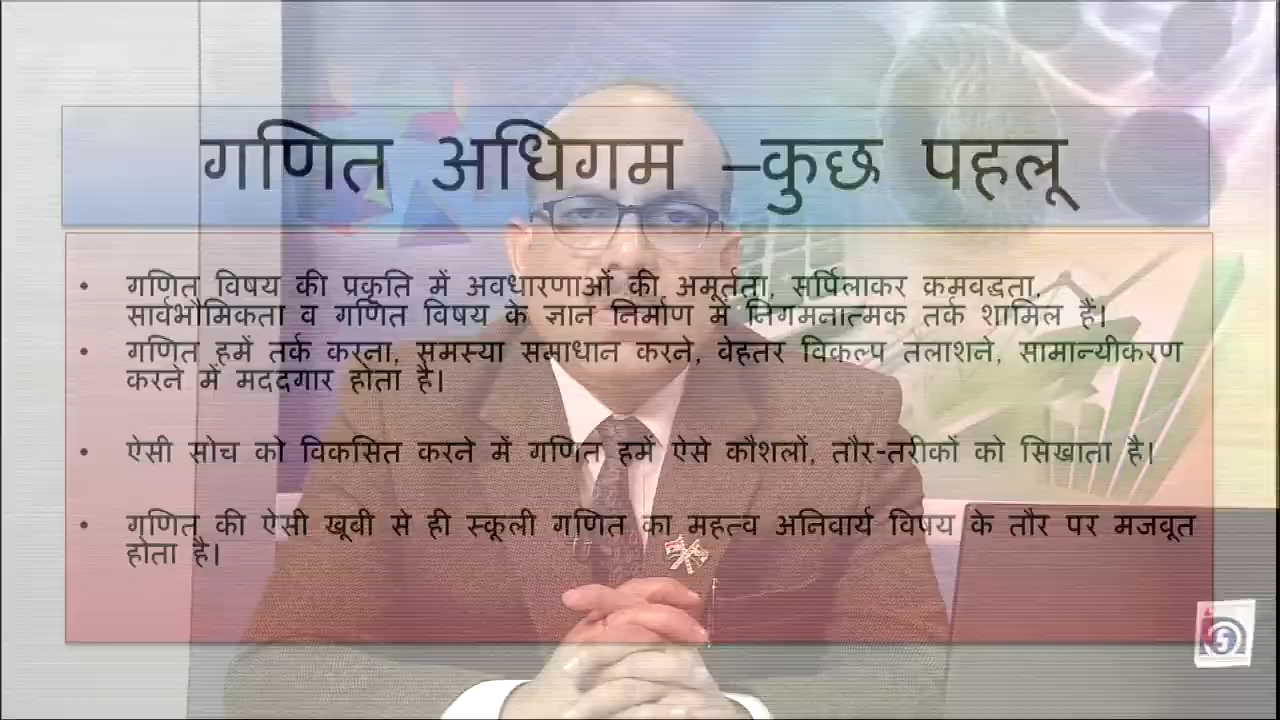 गणित अधिगम –कुछ पहलू
• गणित विषय की प्रकृति में अवधारणाओं की अमूर्तता, सर्पिलाकर क्रमवद्धता,
सार्वभौमिकता व गणित विषय के ज्ञान निर्माण में निगमनात्मक तर्क शामिल हैं।
• गणित हमें तर्क करना, समस्या समाधान करने, वेहतर विकल्प तलाशने, सामान्यीकरण
करने में मददगार होता है।
• ऐसी सोच को विकसित करने में गणित हमें ऐसे कौशलों, तौर-तरीकों को सिखाता है।
• गणित की ऐसी खूबी से ही स्कूली गणित का महत्व अनिवार्य विषय के तौर पर मजबूत
होता है।